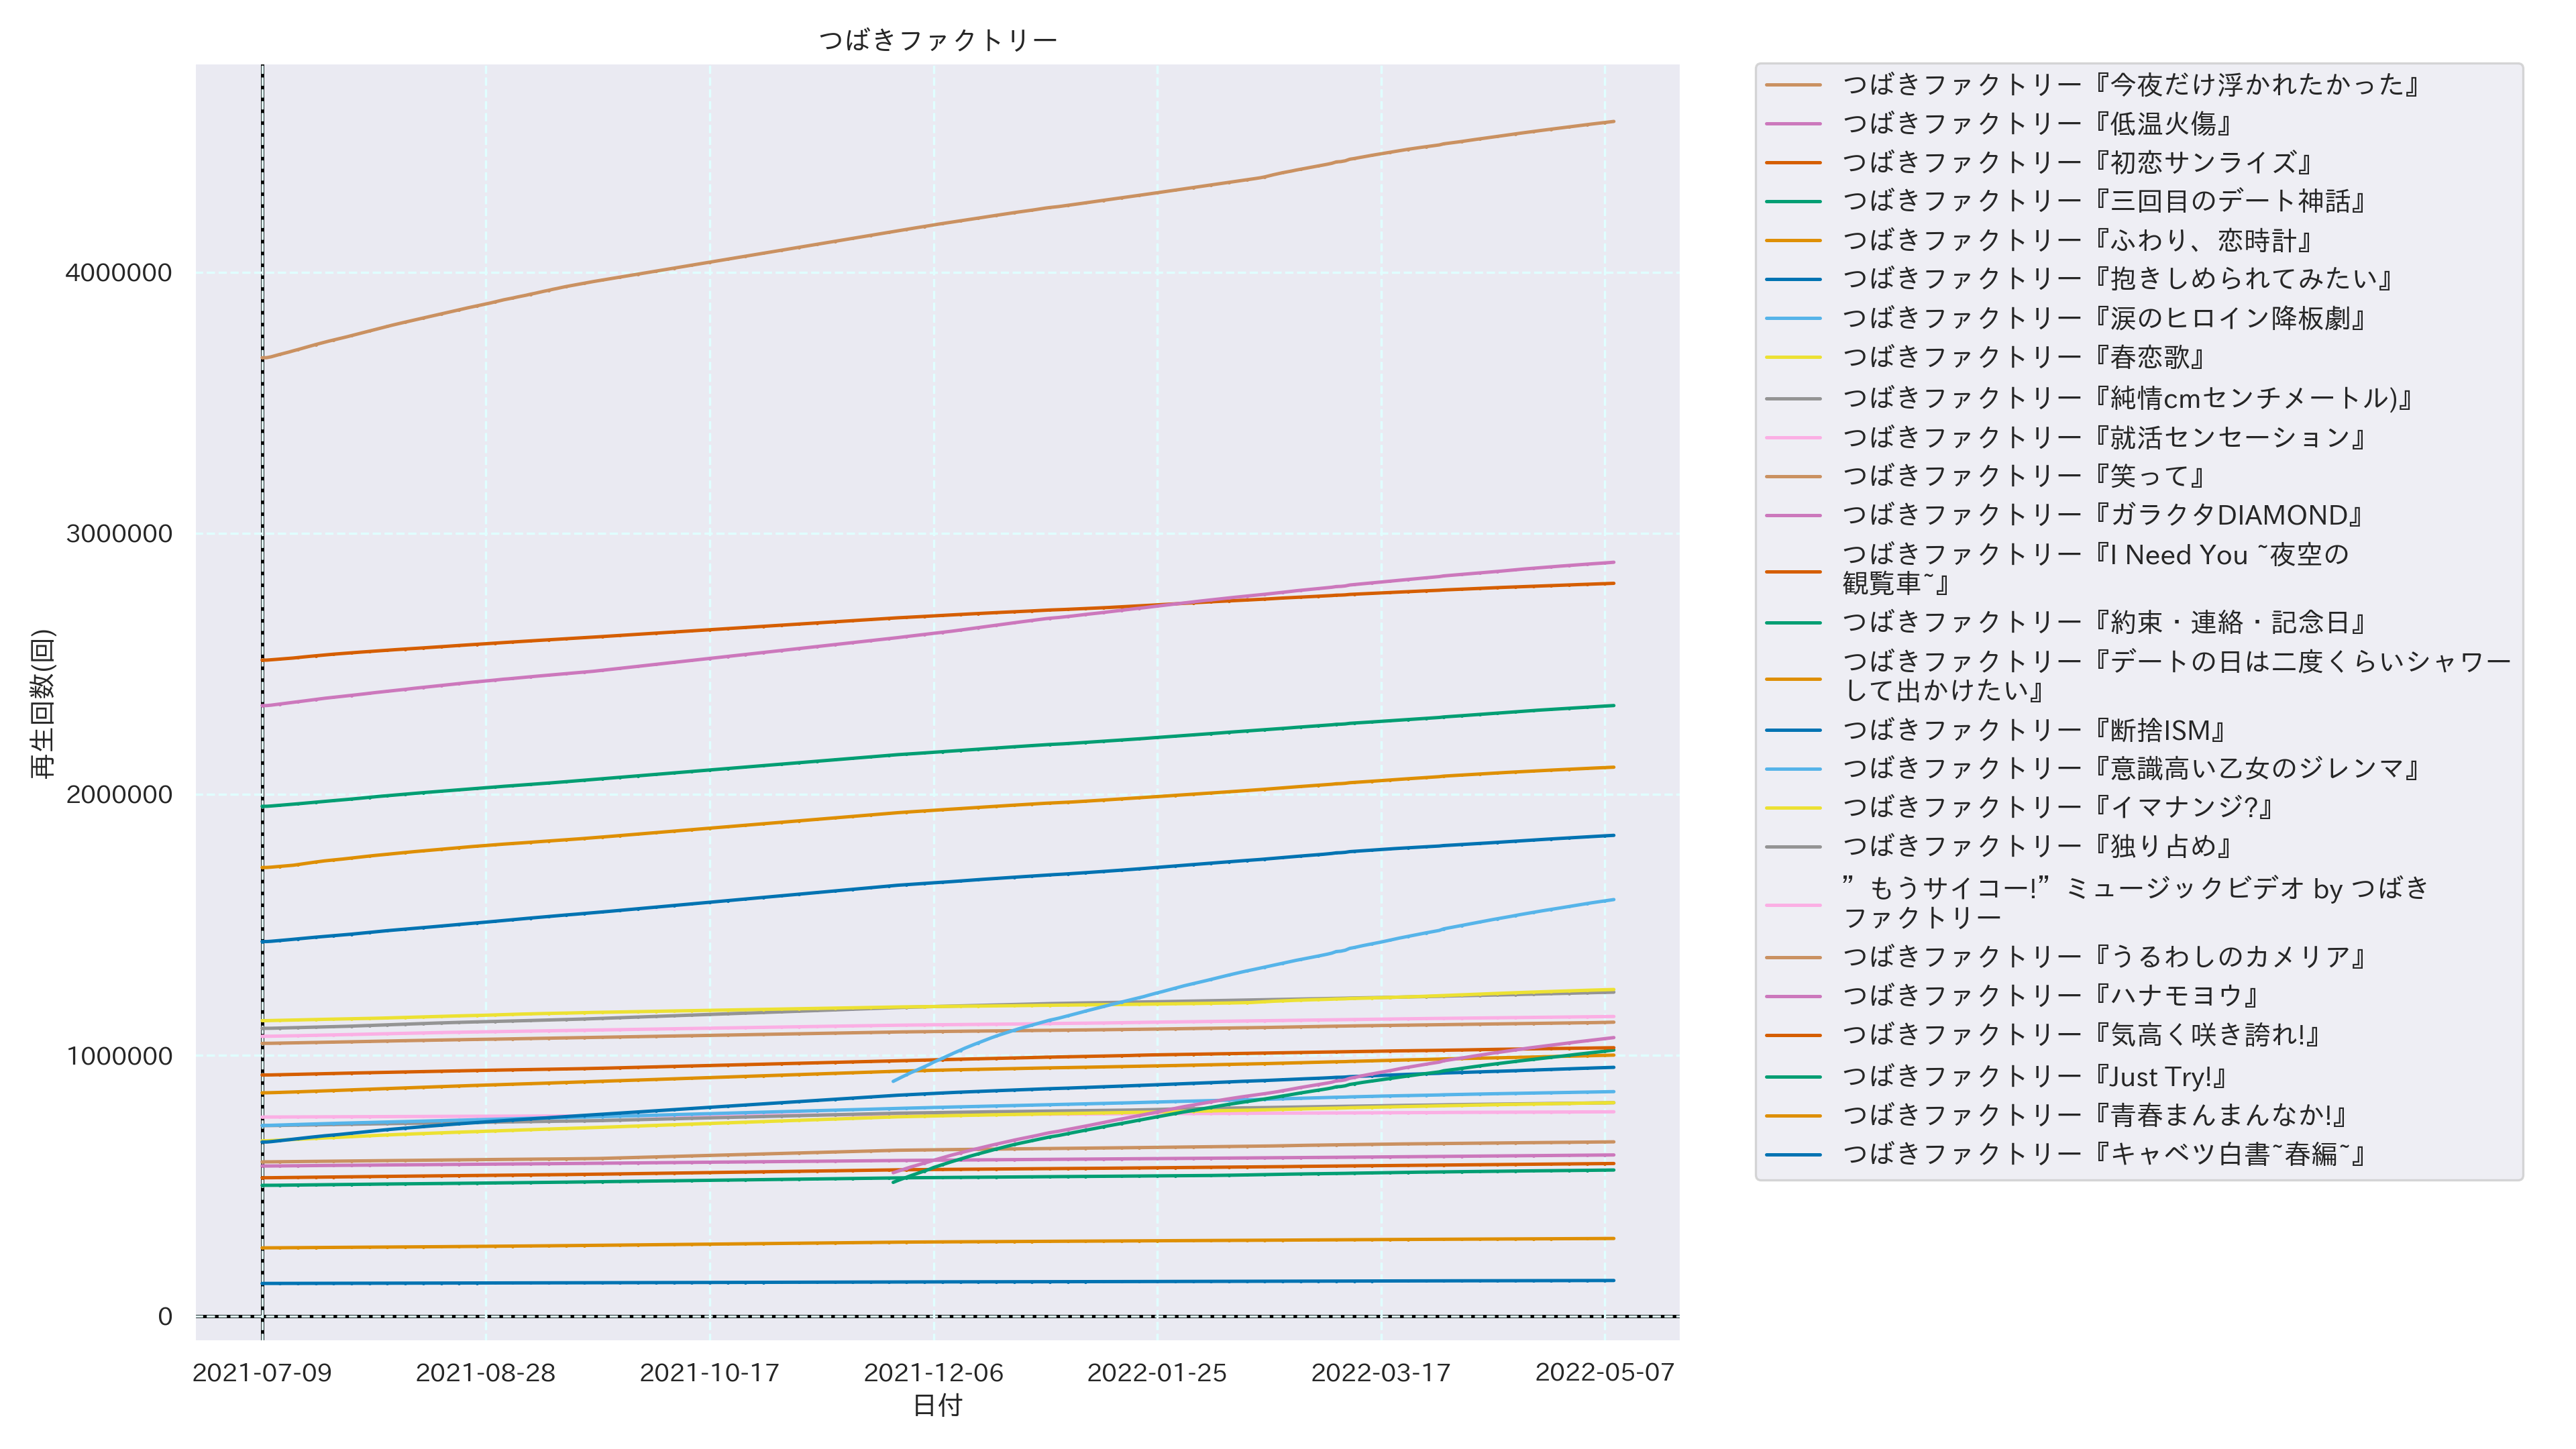 つばきファクトリー
再生回数(回)
4000000
3000000
2000000
1000000
0
2021-07-09
2021-08-28
2021-10-17
2021-12-06
2022-01-25
2022-03-17
2022-05-07
日付
つばきファクトリー『今夜だけ浮かれたかった』
つばきファクトリー『低温火傷』
つばきファクトリー『初恋サンライズ』
つばきファクトリー『三回目のデート神話』
つばきファクトリー『ふわり、恋時計』
つばきファクトリー『抱きしめられてみたい』
つばきファクトリー『涙のヒロイン降板劇』
つばきファクトリー『春恋歌』
つばきファクトリー『純情cmセンチメートル)』
つばきファクトリー『就活センセーション』
つばきファクトリー『笑って』
つばきファクトリー『ガラクタDIAMOND』
つばきファクトリー『I Need You ~夜空の
観覧車~』
つばきファクトリー『約束・連絡・記念日』
つばきファクトリー『デートの日は二度くらいシャワー
して出かけたい』
つばきファクトリー『断捨ISM』
つばきファクトリー『意識高い乙女のジレンマ』
つばきファクトリー『イマナンジ?』
つばきファクトリー『独り占め』
”もうサイコー!”ミュージックビデオ by つばき
ファクトリー
つばきファクトリー『うるわしのカメリア』
つばきファクトリー『ハナモヨウ』
つばきファクトリー『気高く咲き誇れ!』
つばきファクトリー『Just Try!』
つばきファクトリー『青春まんまんなか!』
つばきファクトリー『キャベツ白書~春編~』